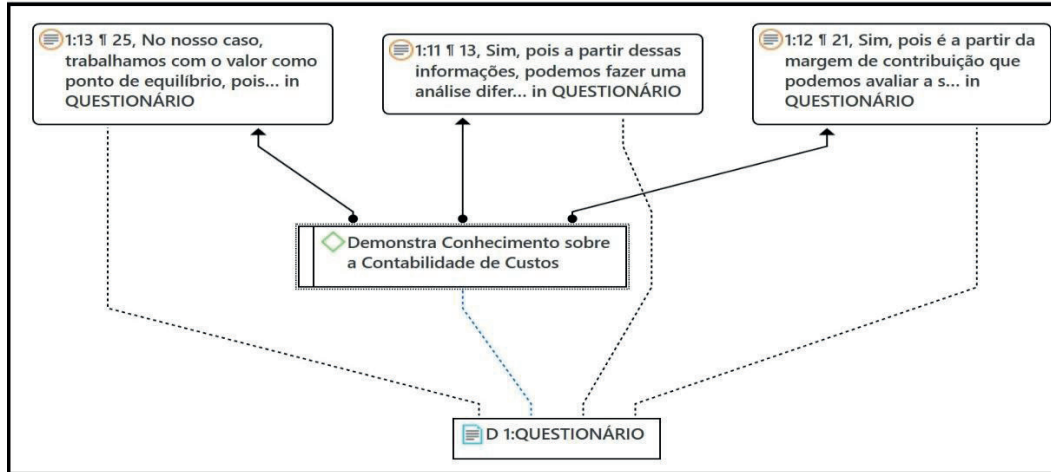 1:13 ¶ 25, No nosso caso,
trabalhamos com o valor como
ponto de equilíbrio, pois... in
QUESTIONÁRIO
1:11 ¶ 13, Sim, pois a partir dessas
informações, podemos fazer uma
análise difer... in QUESTIONÁRIO
1:12 ¶ 21, Sim, pois é a partir da
margem de contribuição que
podemos avaliar a s... in
QUESTIONÁRIO
Demonstra Conhecimento sobre
a Contabilidade de Custos
D 1:QUESTIONÁRIO